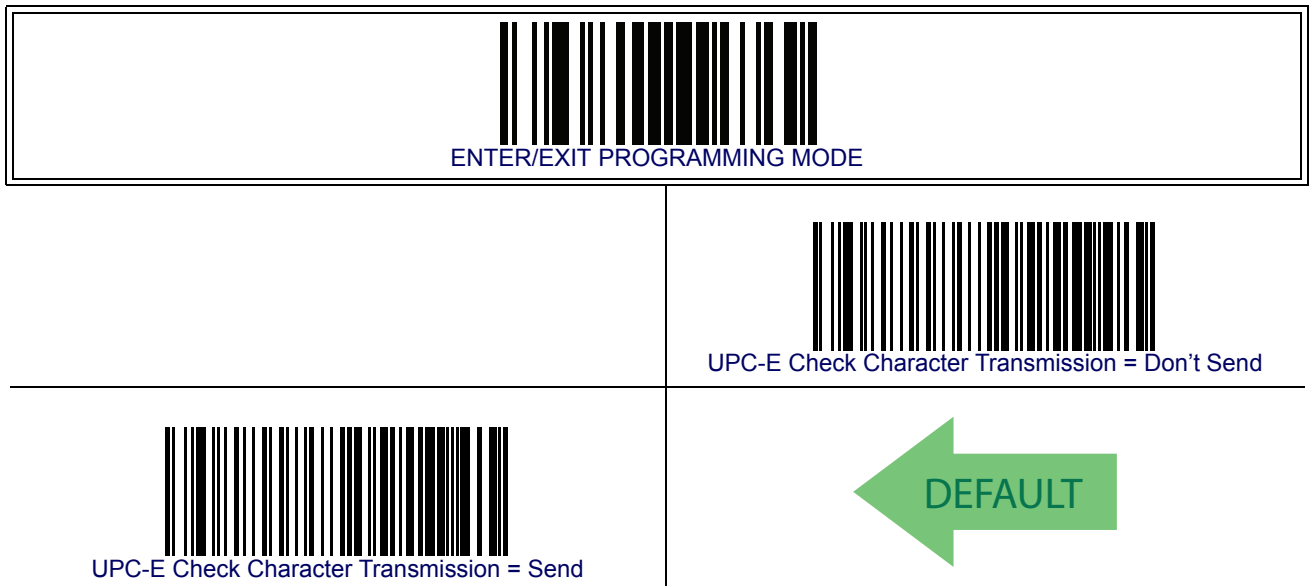 ENTER/EXIT PROGRAMMING MODE
UPC-E Check Character Transmission = Don’t Send
UPC-E Check Character Transmission = Send
DEFAULT